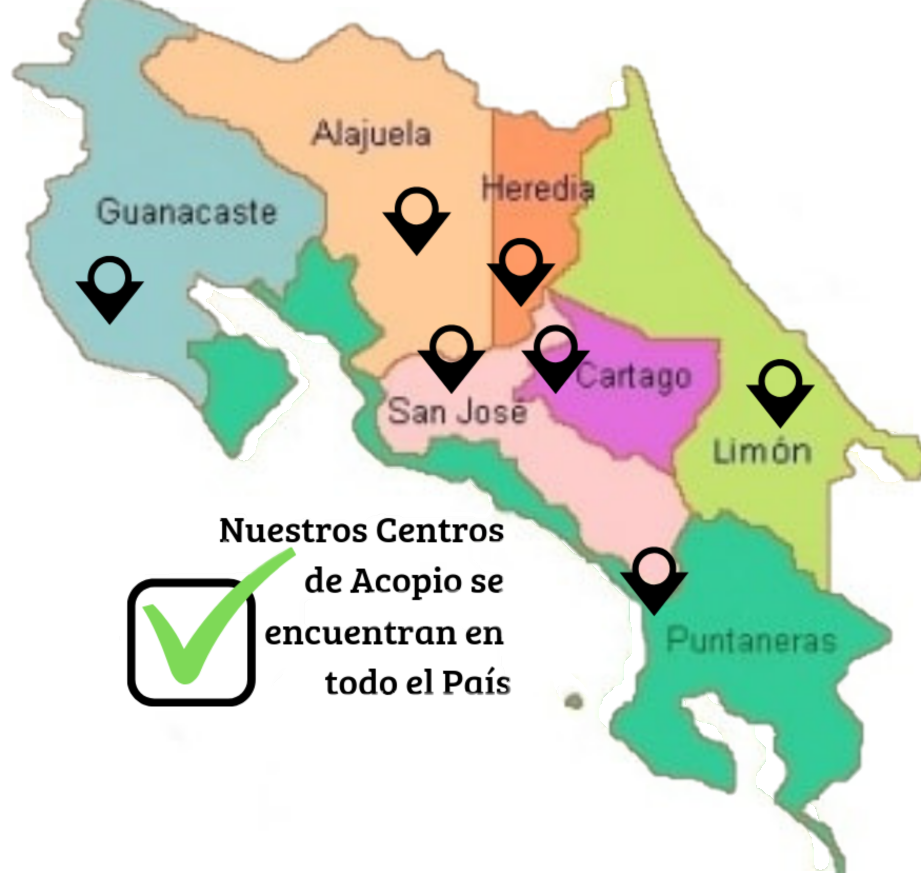 Alajuela
Heredia
Guanacaste
Cartago
San José
Limón
Nuestros Centros
de Acopio se
encuentran en
todo el País
Puntaneras